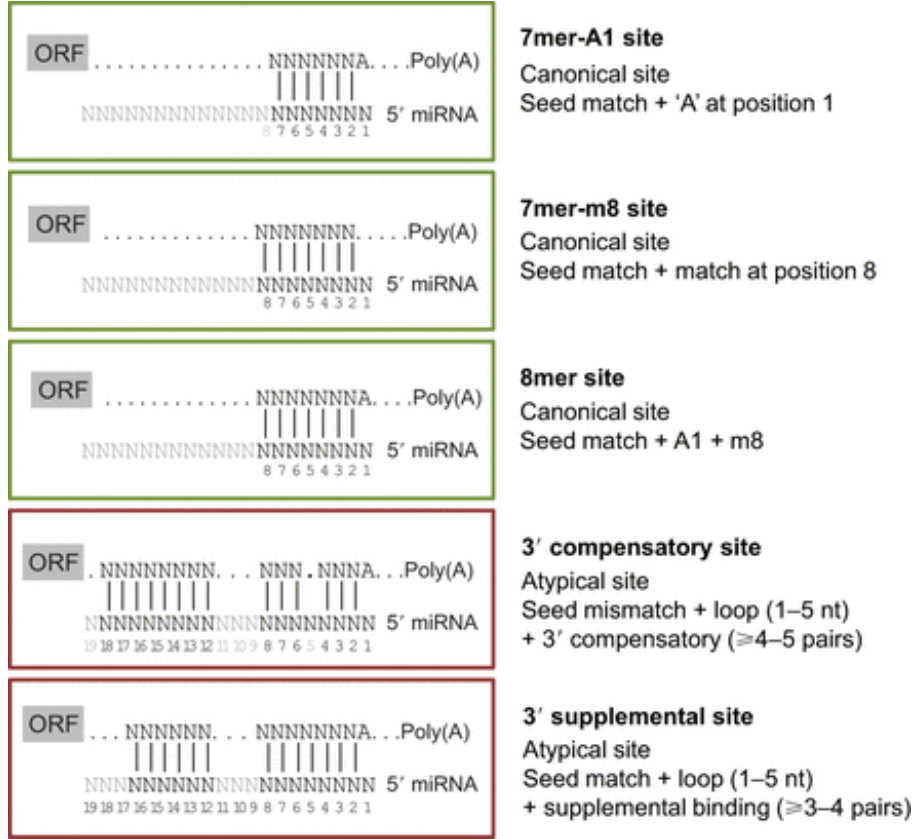 ORF ...............NNNNNNA....Poly(A)
NNNNNNNNNNNNNNNNNNN 5′ miRNA
8 7 6 5 4 3 2 1
7mer-A1 site
Canonical site
Seed match + ‘A’ at position 1
ORF ..............NNNNNNN.....Poly(A)
NNNNNNNNNNNNNNNNNNN 5′ miRNA
8 7 6 5 4 3 2 1
7mer-m8 site
Canonical site
Seed match + match at position 8
ORF ..............NNNNNNNA....Poly(A)
NNNNNNNNNNNNNNNNNNN 5′ miRNA
8 7 6 5 4 3 2 1
8mer site
Canonical site
Seed match + A1 + m8
ORF .NNNNNNNN...NNN.NNNA...Poly(A)
NNNNNNNNNNNNNNNNNNN 5′ miRNA
19 18 17 16 15 14 13 12 11 10 9 8 7 6 5 4 3 2 1
3′ compensatory site
Atypical site
Seed mismatch + loop (1–5 nt)
+ 3′ compensatory (⩾4–5 pairs)
ORF ...NNNNNN...NNNNNNNA...Poly(A)
NNNNNNNNNNNNNNNNNNN 5′ miRNA
19 18 17 16 15 14 13 12 11 10 9 8 7 6 5 4 3 2 1
3′ supplemental site
Atypical site
Seed match + loop (1–5 nt)
+ supplemental binding (⩾3–4 pairs)